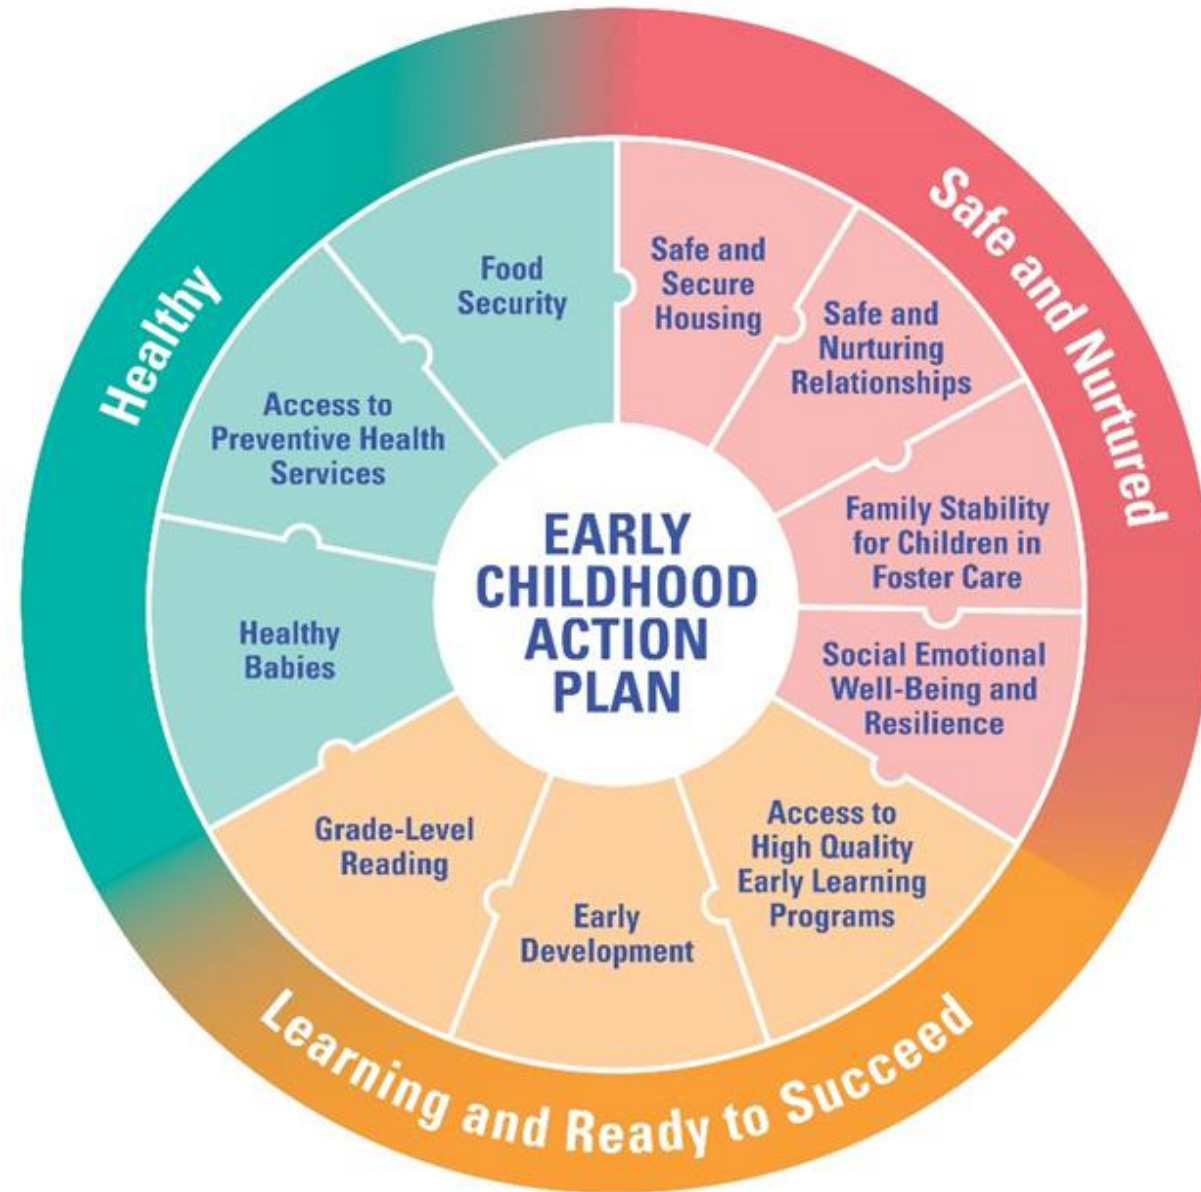 Healthy
Safe and Nurtured
Learning and Ready to Succeed
EARLY
CHILDHOOD
ACTION
PLAN
Food
Security
Safe and
Secure
Housing
Safe and
Nurturing
Relationships
Family Stability
for Children in
Foster Care
Social Emotional
Well-Being and
Resilience
Access to
High Quality
Early Learning
Programs
Early
Development
Grade-Level
Reading
Healthy
Babies
Access to
Preventive Health
Services